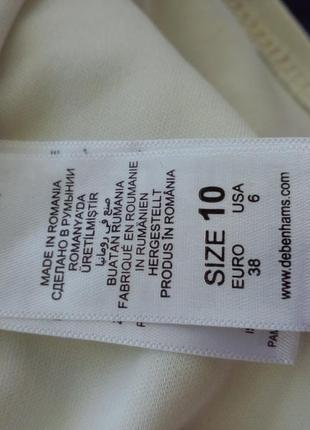 MADE IN ROMANIA
СДЕЛАНО В РУМЫНИИ
ROMANYA'DA
ÜRETILMIŞTIR
صنع في رومانيا
BUATAN RUMANIA
FABRIQUÉ EN ROUMANIE
IN RUMÄNIEN
HERGESTELLT
PRODUS ÎN ROMÂNIA
SIZE 10
EURO USA
38 6
www.debenhams.com